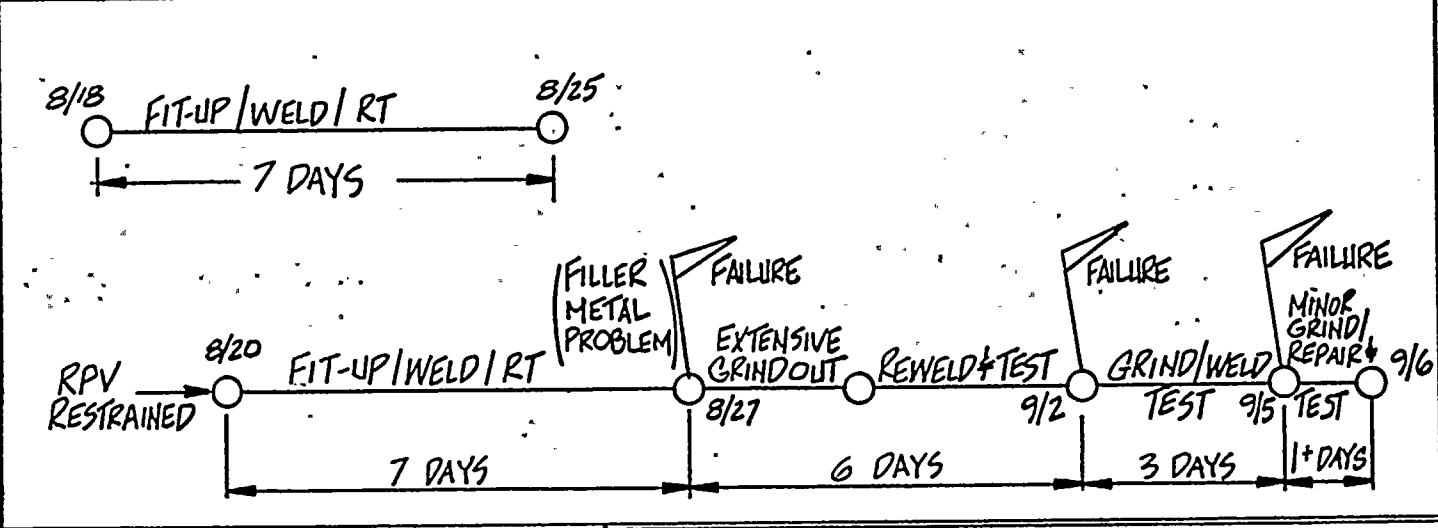 8/18
FIT-UP/WELD/RT
8/25
7 DAYS
RPV
RESTRAINED
8/20
FIT-UP/WELD/RT
(FILLER
METAL
PROBLEM)
FAILURE
8/27
EXTENSIVE
GRINDOUT
REWELD & TEST
FAILURE
9/2
GRIND/WELD
TEST
FAILURE
9/5
MINOR
GRIND/
REPAIR &
TEST
9/6
7 DAYS
6 DAYS
3 DAYS
1+ DAYS